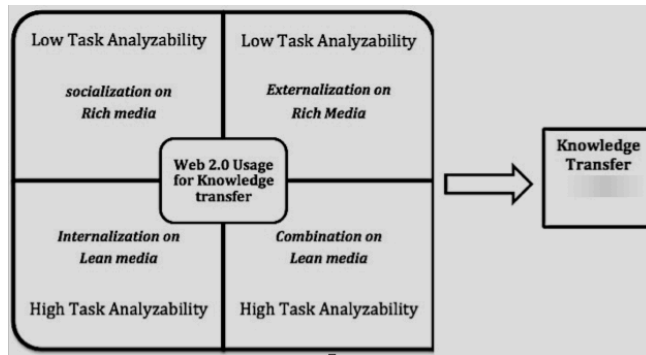 Low Task Analyzability
socialization on
Rich media
Low Task Analyzability
Externalization on
Rich Media
Web 2.0 Usage
for Knowledge
transfer
Internalization on
Lean media
High Task Analyzability
Combination on
Lean media
High Task Analyzability
Knowledge
Transfer